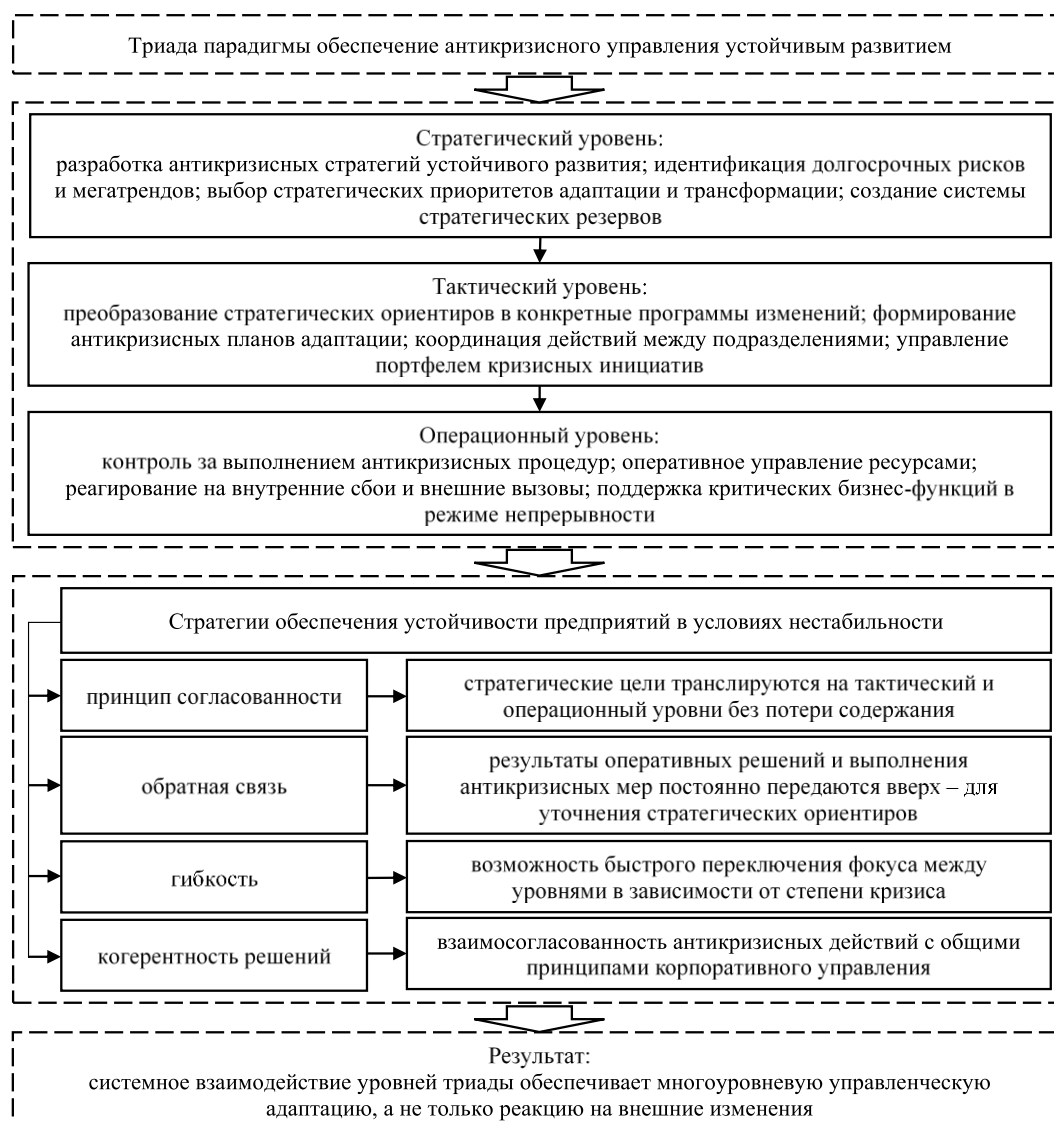 Триада парадигмы обеспечение антикризисного управления устойчивым развитием
Стратегический уровень:
разработка антикризисных стратегий устойчивого развития; идентификация долгосрочных рисков
и мегатрендов; выбор стратегических приоритетов адаптации и трансформации; создание системы
стратегических резервов
Тактический уровень:
преобразование стратегических ориентиров в конкретные программы изменений; формирование
антикризисных планов адаптации; координация действий между подразделениями; управление
портфелем кризисных инициатив
Операционный уровень:
контроль за выполнением антикризисных процедур; оперативное управление ресурсами;
реагирование на внутренние сбои и внешние вызовы; поддержка критических бизнес-функций в
режиме непрерывности
Стратегии обеспечения устойчивости предприятий в условиях нестабильности
принцип согласованности
стратегические цели транслируются на тактический и
операционный уровни без потери содержания
обратная связь
результаты оперативных решений и выполнения
антикризисных мер постоянно передаются вверх – для
уточнения стратегических ориентиров
гибкость
возможность быстрого переключения фокуса между
уровнями в зависимости от степени кризиса
когерентность решений
взаимосогласованность антикризисных действий с общими
принципами корпоративного управления
Результат:
системное взаимодействие уровней триады обеспечивает многоуровневую управленческую
адаптацию, а не только реакцию на внешние изменения